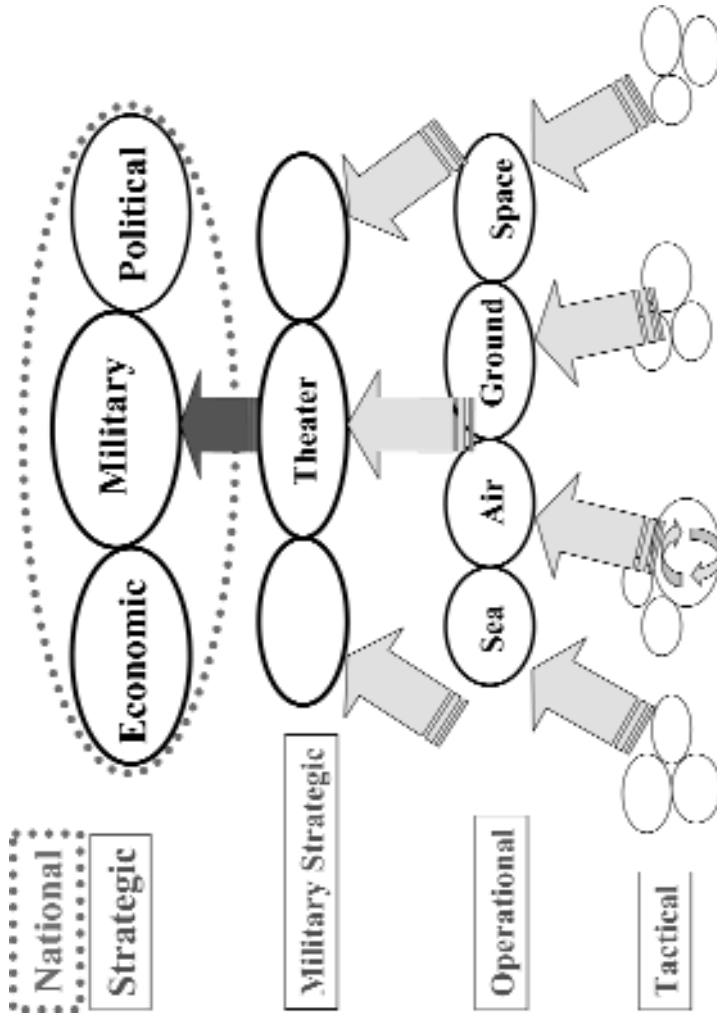 National
Strategic
Economic
Military
Political
Military Strategic
Theater
Operational
Sea
Air
Ground
Space
Tactical